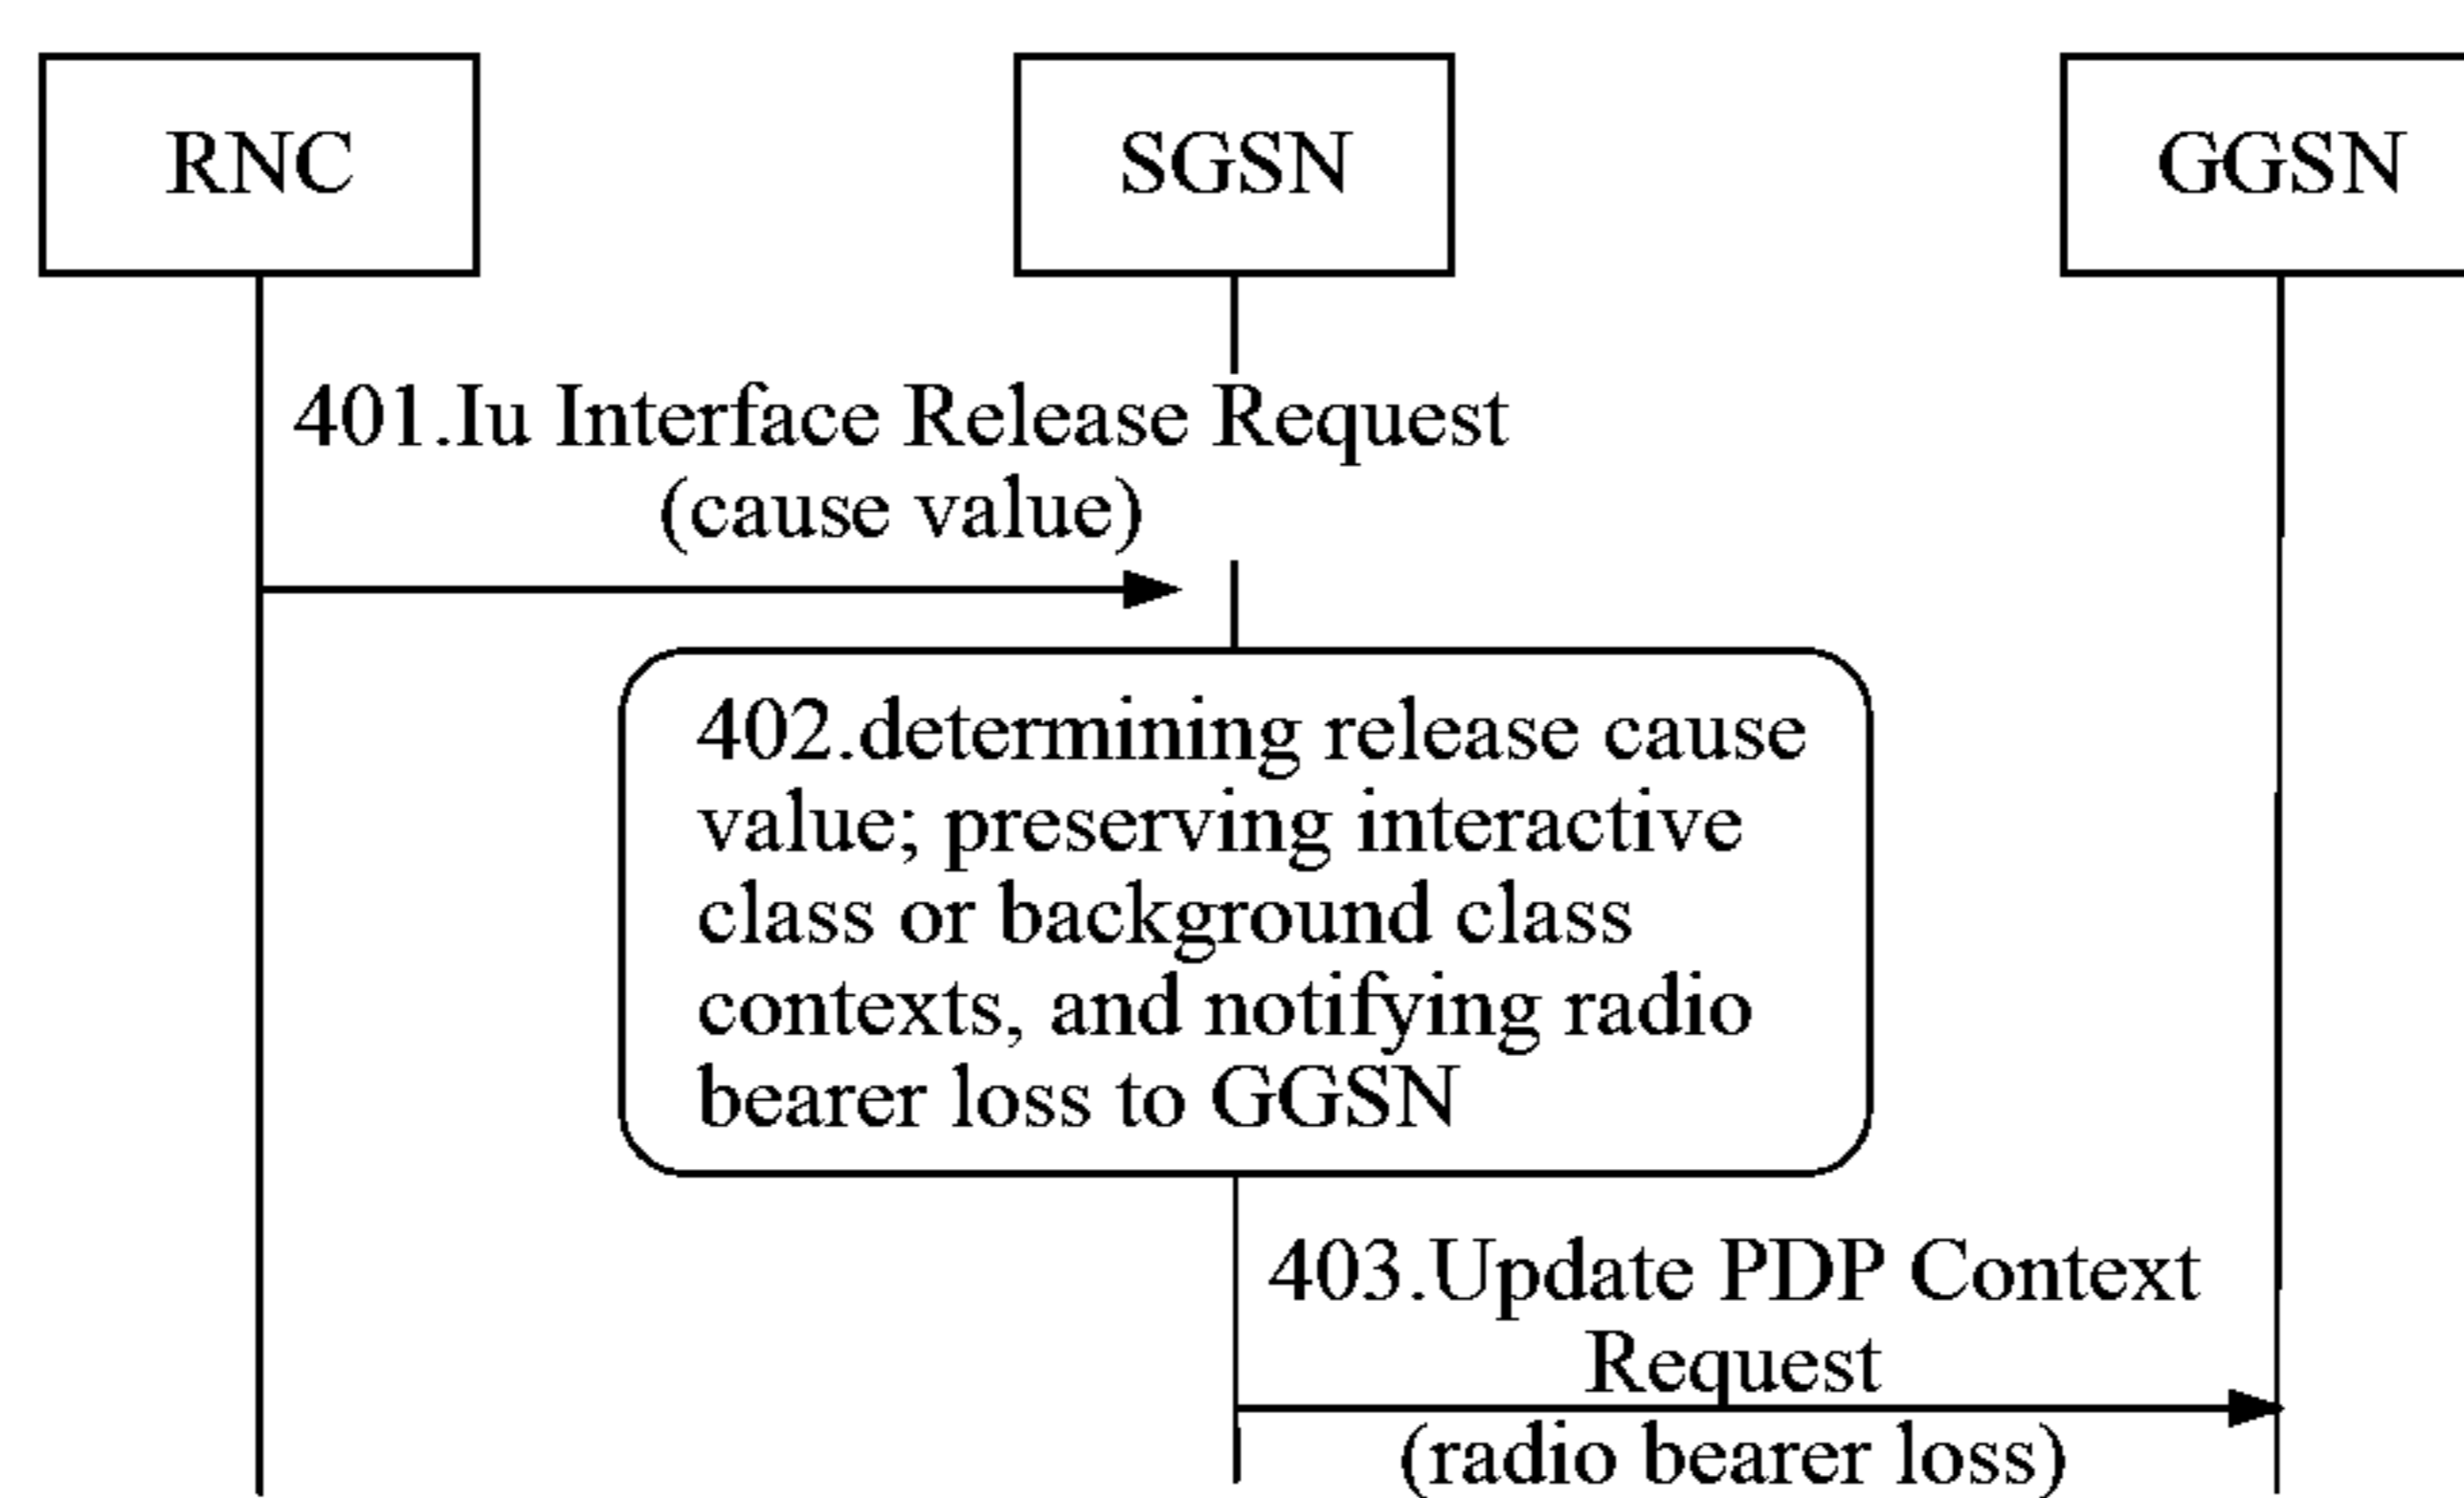 RNC
SGSN
GGSN
401.Iu Interface Release Request
(cause value)
402.determining release cause
value; preserving interactive
class or background class
contexts, and notifying radio
bearer loss to GGSN
403.Update PDP Context
Request
(radio bearer loss)